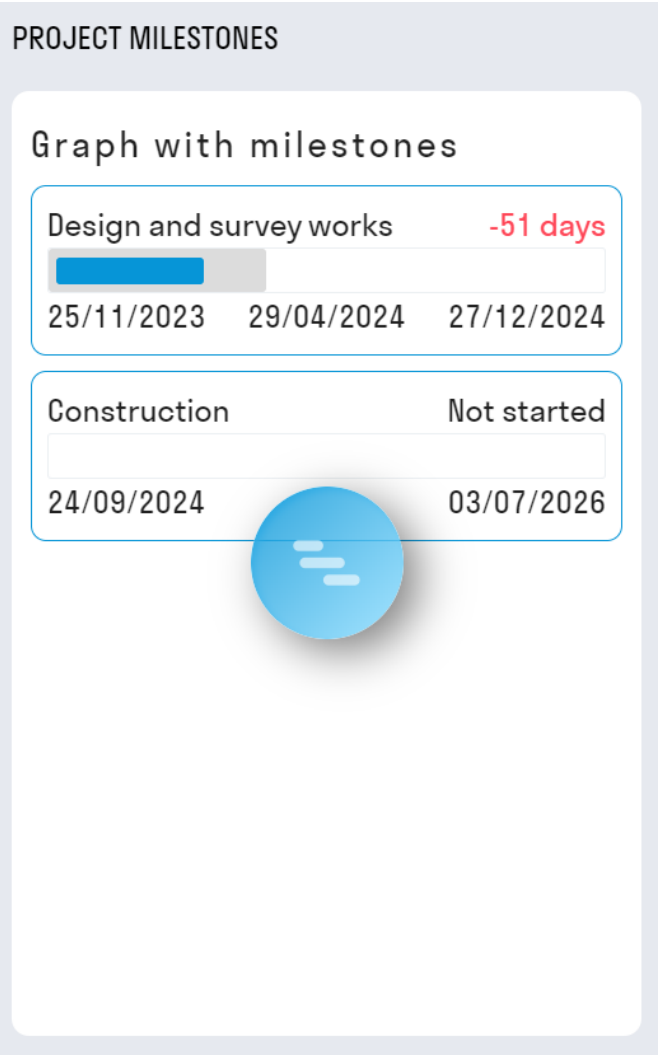 PROJECT MILESTONES
Graph with milestones
Design and survey works -51 days
25/11/2023 29/04/2024 27/12/2024
Construction Not started
24/09/2024 03/07/2026